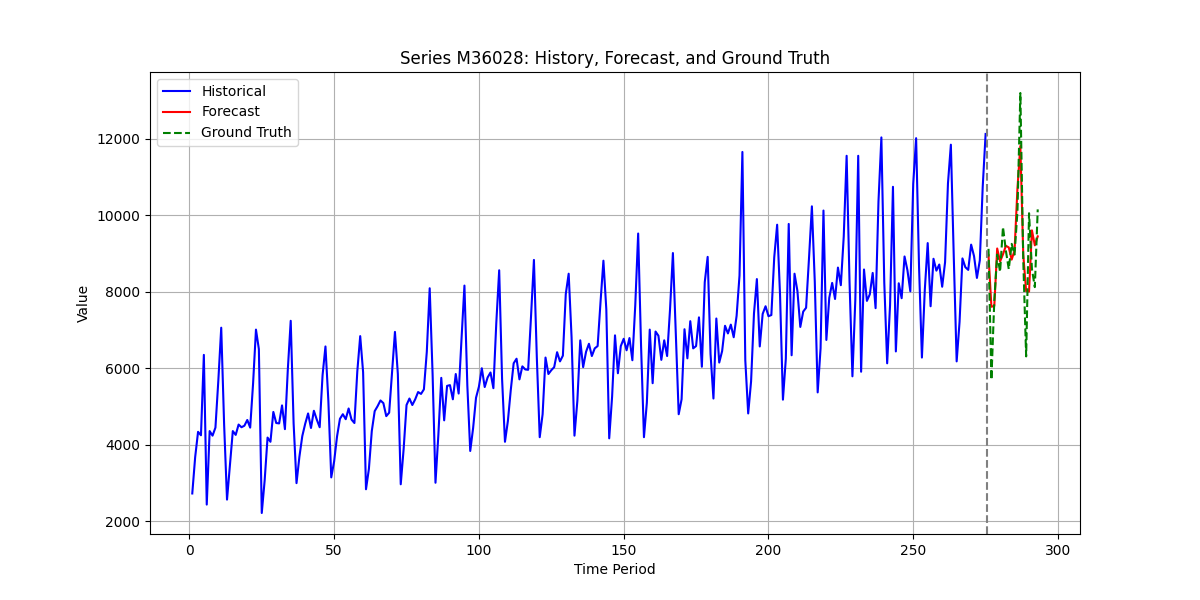 Series M36028: History, Forecast, and Ground Truth
Historical
Forecast
Ground Truth
12000
10000
8000
6000
4000
2000
Value
0
50
100
150
200
250
300
Time Period